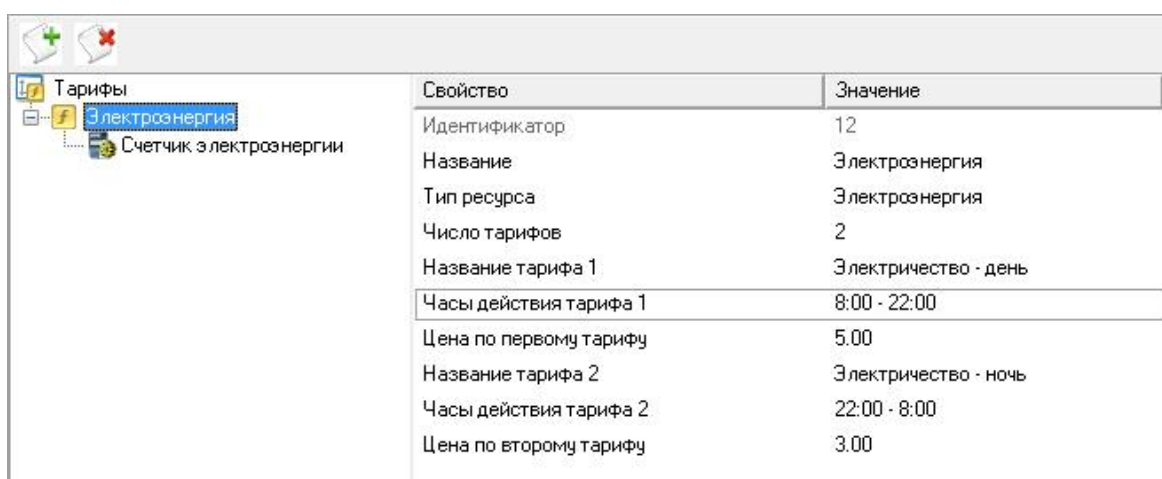 Тарифы
Электроэнергия
Счетчик электроэнергии
Свойство Значение
Идентификатор 12
Название Электроэнергия
Тип ресурса Электроэнергия
Число тарифов 2
Название тарифа 1 Электричество - день
Часы действия тарифа 1 8:00 - 22:00
Цена по первому тарифу 5.00
Название тарифа 2 Электричество - ночь
Часы действия тарифа 2 22:00 - 8:00
Цена по второму тарифу 3.00